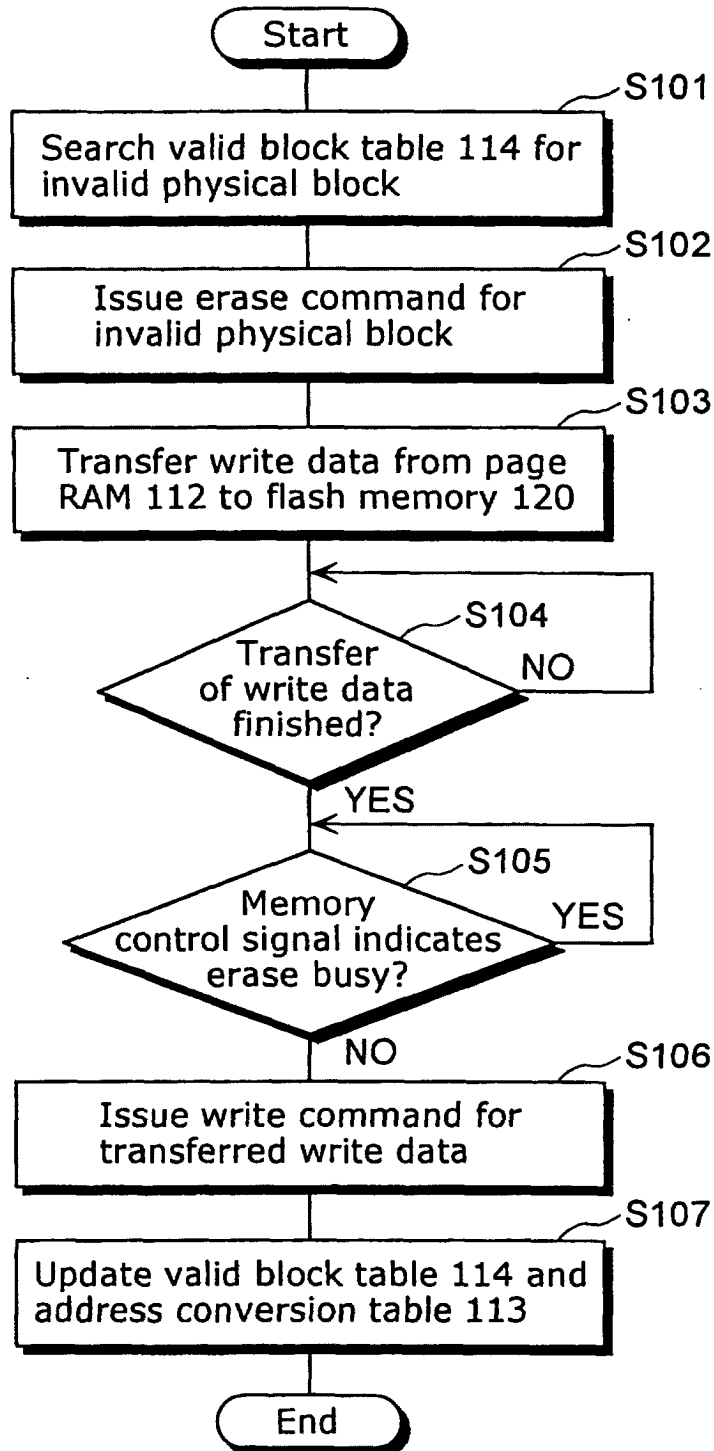 Start
S101
Search valid block table 114 for
invalid physical block
S102
Issue erase command for
invalid physical block
S103
Transfer write data from page
RAM 112 to flash memory 120
S104
Transfer
of write data
finished?
NO
YES
S105
Memory
control signal indicates
erase busy?
YES
NO
S106
Issue write command for
transferred write data
S107
Update valid block table 114 and
address conversion table 113
End